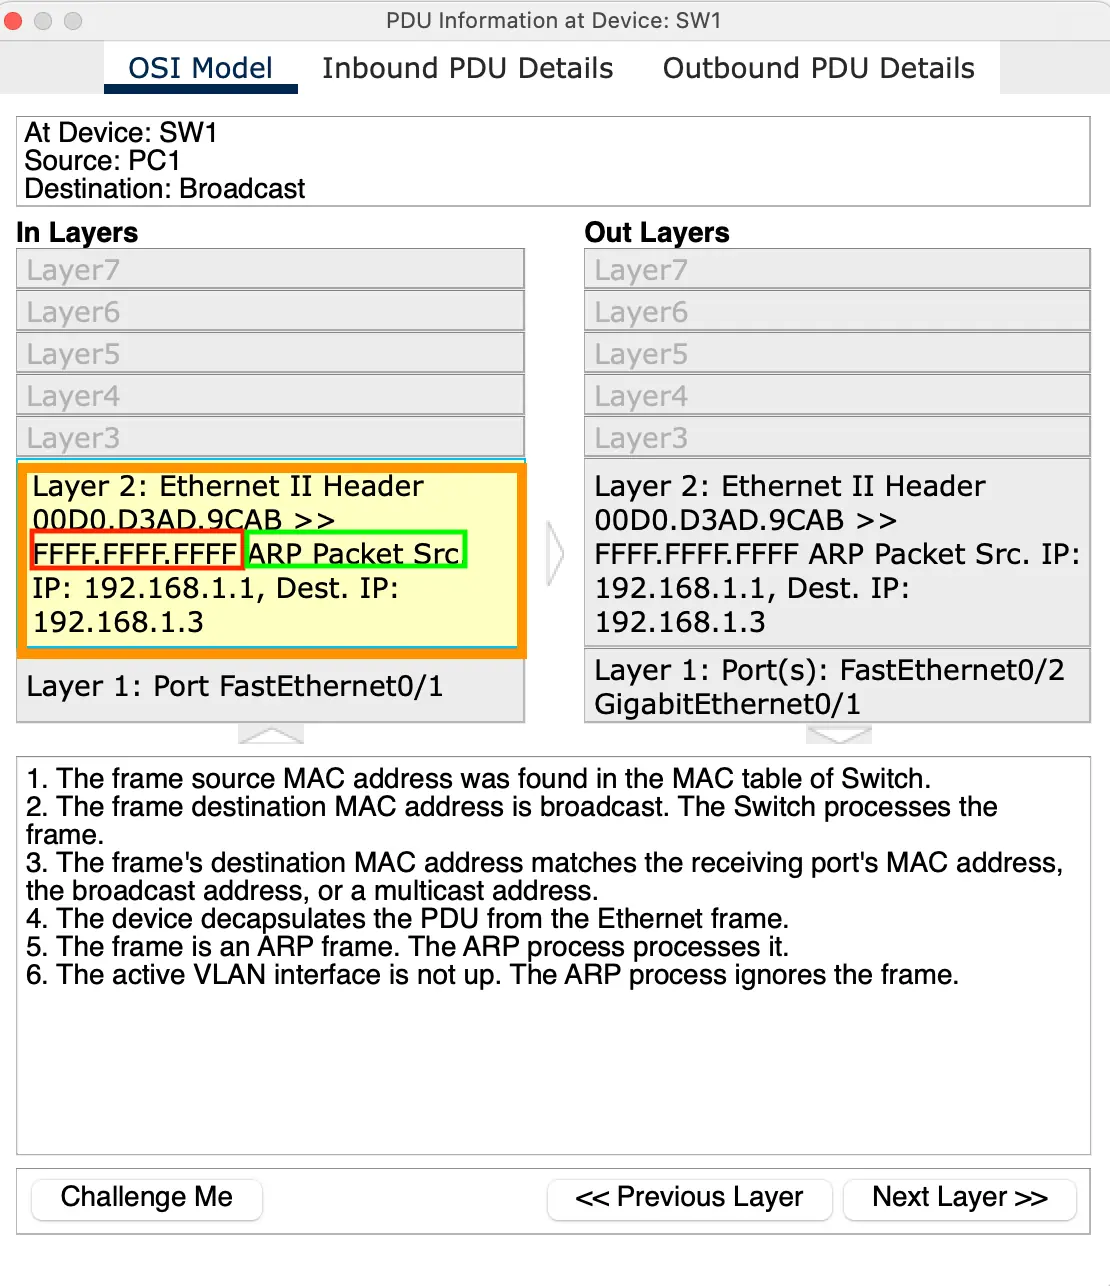 PDU Information at Device: SW1
OSI Model
Inbound PDU Details
Outbound PDU Details
At Device: SW1
Source: PC1
Destination: Broadcast
In Layers
Layer7
Layer6
Layer5
Layer4
Layer3
Layer 2: Ethernet II Header
00D0.D3AD.9CAB >>
FFFF.FFFF.FFFF ARP Packet Src.
IP: 192.168.1.1, Dest. IP:
192.168.1.3
Layer 1: Port FastEthernet0/1
Out Layers
Layer7
Layer6
Layer5
Layer4
Layer3
Layer 2: Ethernet II Header
00D0.D3AD.9CAB >>
FFFF.FFFF.FFFF ARP Packet Src. IP:
192.168.1.1, Dest. IP:
192.168.1.3
Layer 1: Port(s): FastEthernet0/2
GigabitEthernet0/1
1. The frame source MAC address was found in the MAC table of Switch.
2. The frame destination MAC address is broadcast. The Switch processes the
frame.
3. The frame's destination MAC address matches the receiving port's MAC address,
the broadcast address, or a multicast address.
4. The device decapsulates the PDU from the Ethernet frame.
5. The frame is an ARP frame. The ARP process processes it.
6. The active VLAN interface is not up. The ARP process ignores the frame.
Challenge Me
<< Previous Layer
Next Layer >>